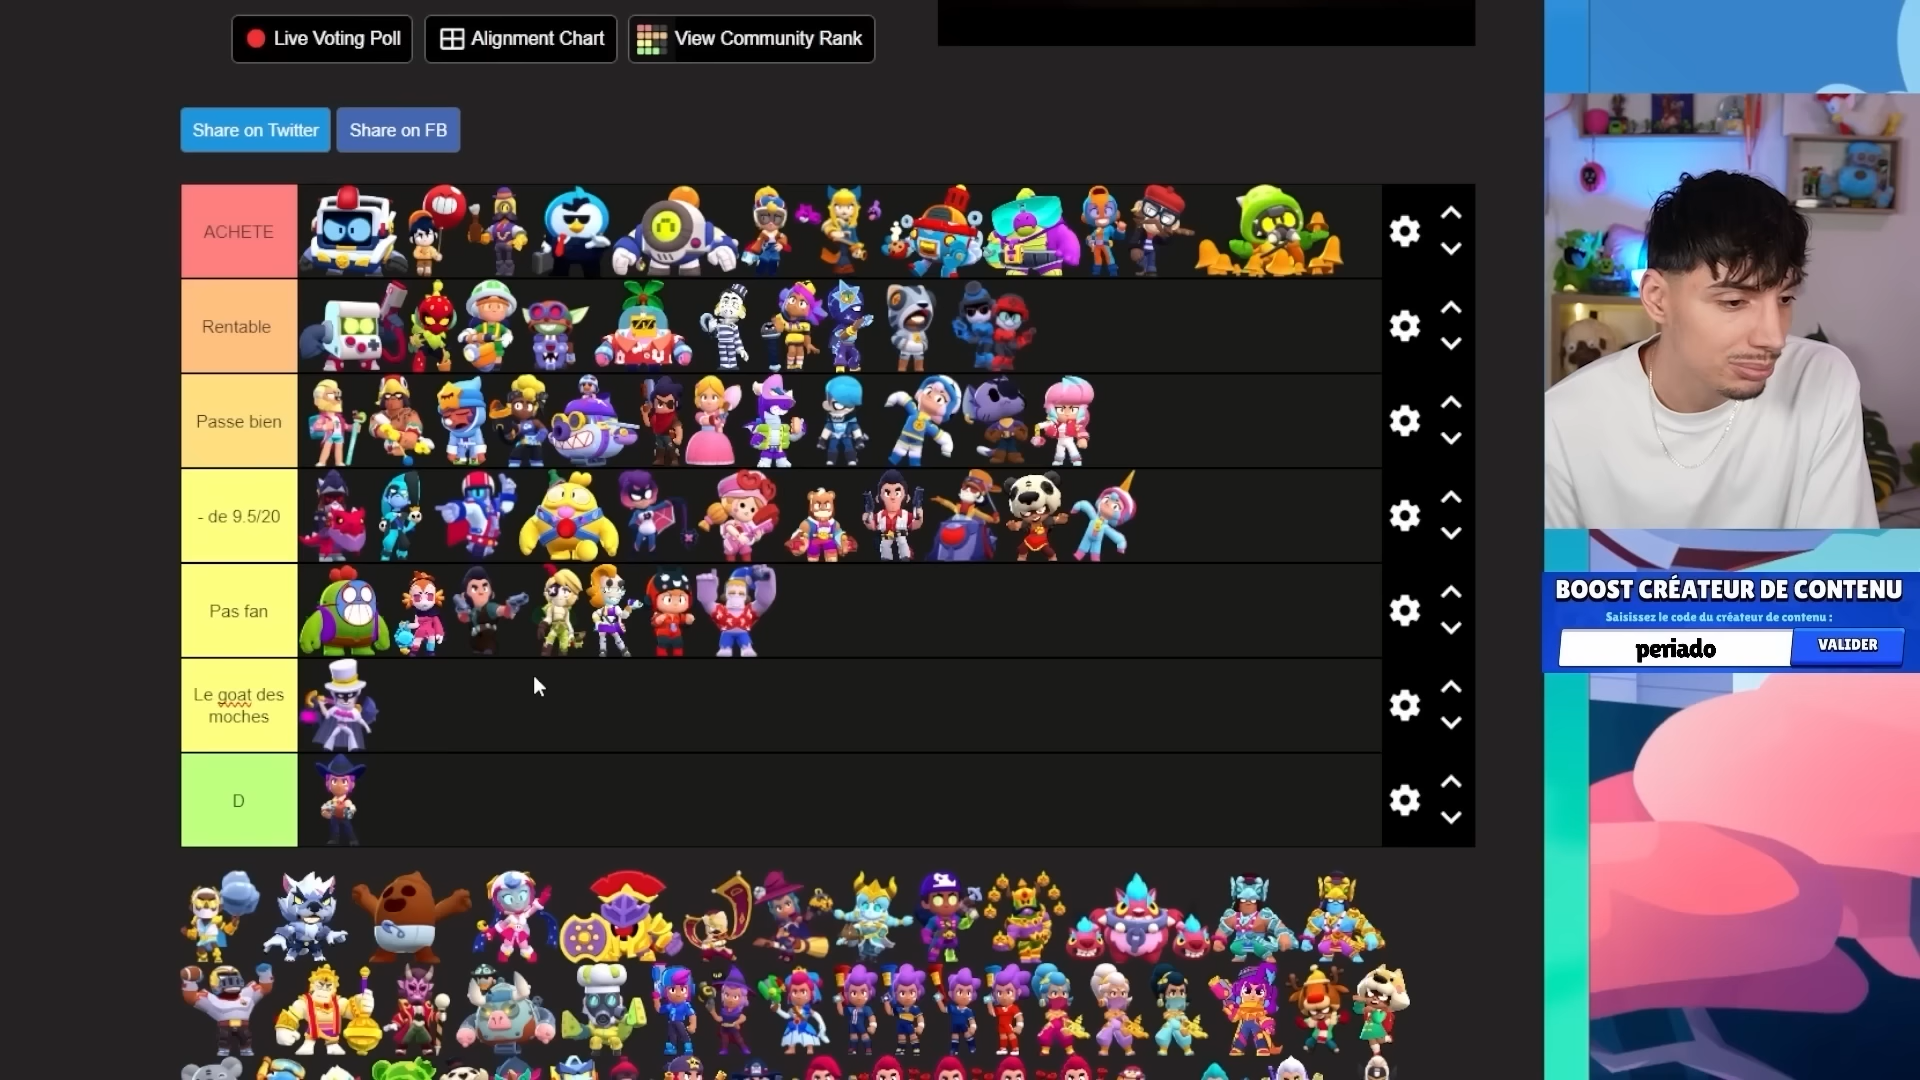 Live Voting Poll
Alignment Chart
View Community Rank
Share on Twitter
Share on FB
ACHETE
Rentable
Passe bien
- de 9.5/20
Pas fan
Le goat des
moches
D
BOOST CRÉATEUR DE CONTENU
Saisissez le code du créateur de contenu :
periado
VALIDER